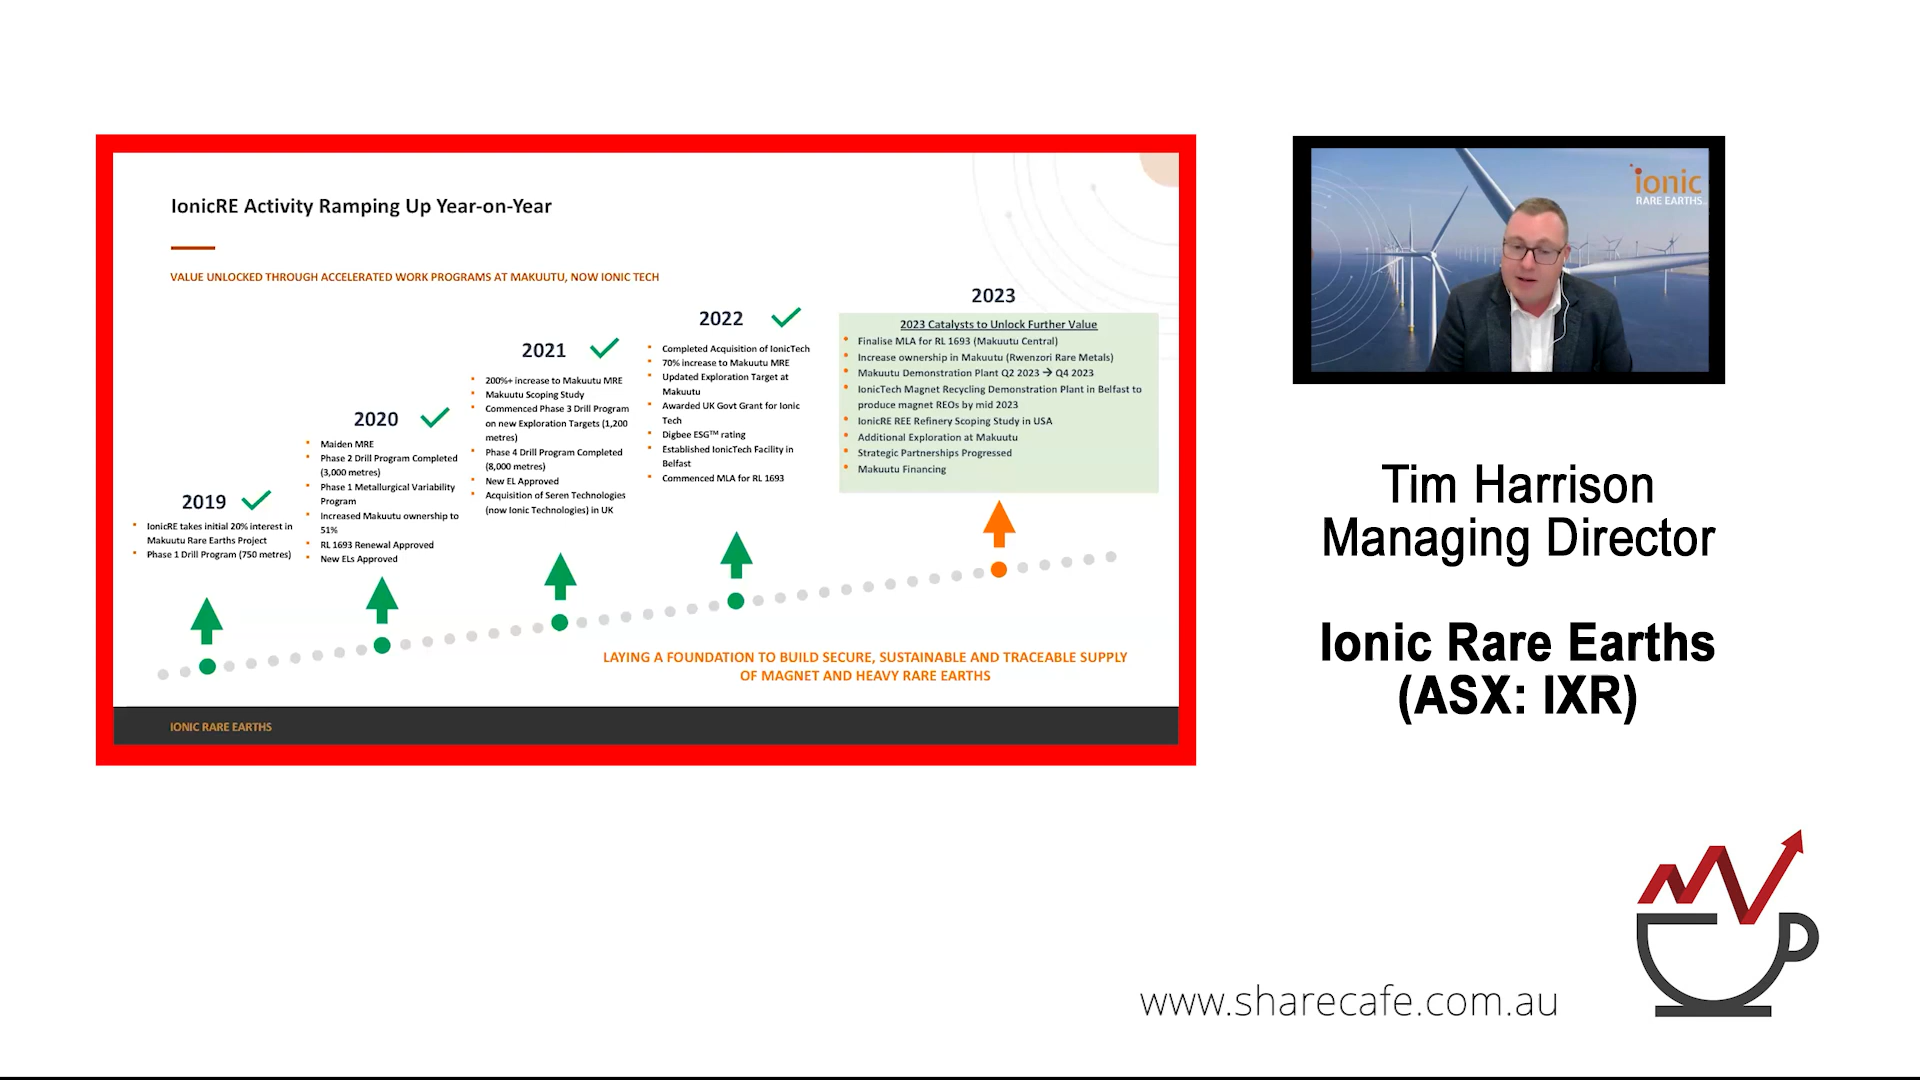 IonicRE Activity Ramping Up Year-on-Year
VALUE UNLOCKED THROUGH ACCELERATED WORK PROGRAMS AT MAKUUTU, NOW IONIC TECH
2019
IonicRE takes initial 20% interest in
Makuutu Rare Earths Project
Phase 1 Drill Program (750 metres)
2020
Maiden MRE
Phase 2 Drill Program Completed
(3,000 metres)
Phase 1 Metallurgical Variability
Program
Increased Makuutu ownership to
51%
RL 1693 Renewal Approved
New ELs Approved
2021
200%+ increase to Makuutu MRE
Makuutu Scoping Study
Commenced Phase 3 Drill Program
on new Exploration Targets (1,200
metres)
Phase 4 Drill Program Completed
(8,000 metres)
New EL Approved
Acquisition of Seren Technologies
(now Ionic Technologies) in UK
2022
Completed Acquisition of IonicTech
70% increase to Makuutu MRE
Updated Exploration Target at
Makuutu
Awarded UK Govt Grant for Ionic
Tech
Digbee ESG™ rating
Established IonicTech Facility in
Belfast
Commenced MLA for RL 1693
2023
2023 Catalysts to Unlock Further Value
Finalise MLA for RL 1693 (Makuutu Central)
Increase ownership in Makuutu (Rwenzori Rare Metals)
Makuutu Demonstration Plant Q2 2023 → Q4 2023
IonicTech Magnet Recycling Demonstration Plant in Belfast to
produce magnet REOs by mid 2023
IonicRE REE Refinery Scoping Study in USA
Additional Exploration at Makuutu
Strategic Partnerships Progressed
Makuutu Financing
LAYING A FOUNDATION TO BUILD SECURE, SUSTAINABLE AND TRACEABLE SUPPLY
OF MAGNET AND HEAVY RARE EARTHS
IONIC RARE EARTHS
ionic
RARE EARTHS
Tim Harrison
Managing Director
Ionic Rare Earths
(ASX: IXR)
www.sharecafe.com.au